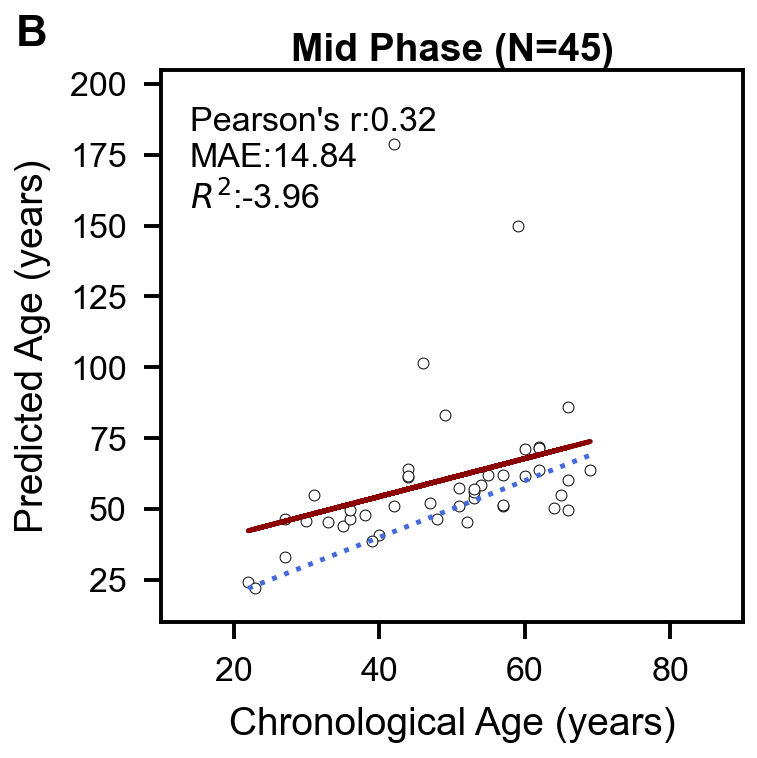 B
Mid Phase (N=45)
Pearson's r:0.32
MAE:14.84
R²:-3.96
200
175
150
125
100
75
50
25
Predicted Age (years)
20 40 60 80
Chronological Age (years)